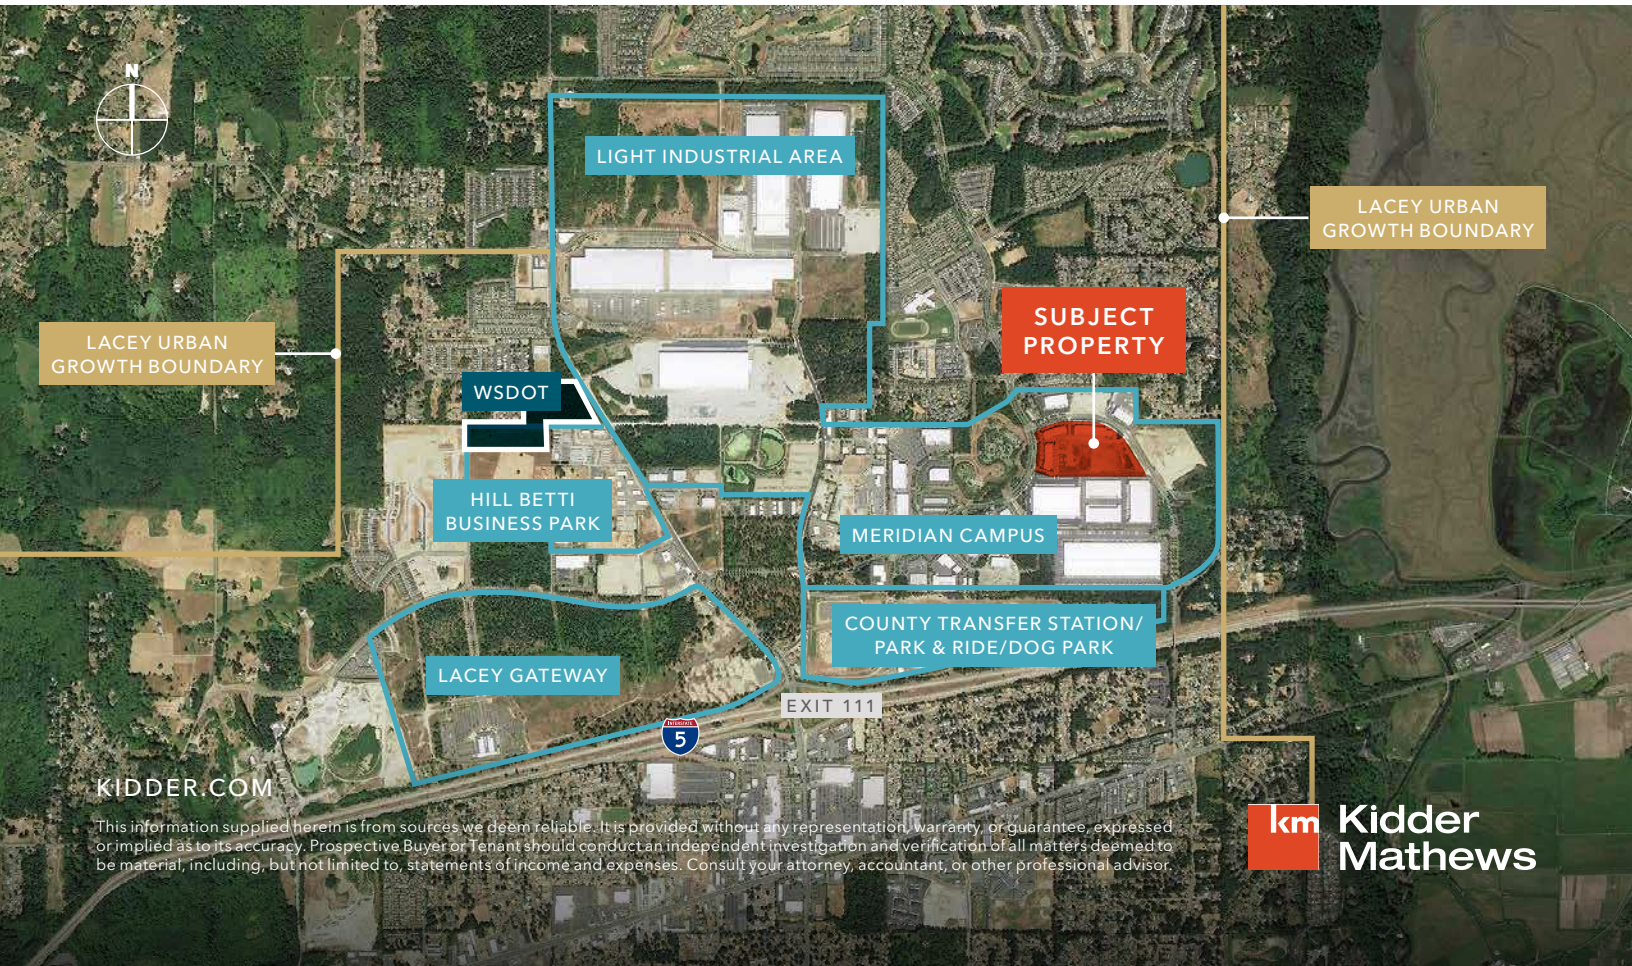 N
LIGHT INDUSTRIAL AREA
LACEY URBAN
GROWTH BOUNDARY
SUBJECT
PROPERTY
LACEY URBAN
GROWTH BOUNDARY
WSDOT
HILL BETTI
BUSINESS PARK
MERIDIAN CAMPUS
COUNTY TRANSFER STATION/
PARK & RIDE/DOG PARK
LACEY GATEWAY
EXIT 111
INTERSTATE
5
KIDDER.COM
This information supplied herein is from sources we deem reliable. It is provided without any representation, warranty, or guarantee, expressed
or implied as to its accuracy. Prospective Buyer or Tenant should conduct an independent investigation and verification of all matters deemed to
be material, including, but not limited to, statements of income and expenses. Consult your attorney, accountant, or other professional advisor.
km Kidder
Mathews